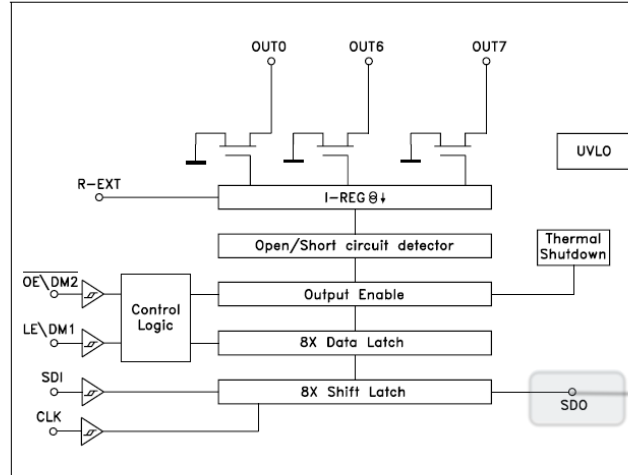 OUT0 OUT6 OUT7
UVLO
R-EXT
I-REG
Open/Short circuit detector
Thermal
Shutdown
OE\DM2
Control
Logic
Output Enable
LE\DM1
8X Data Latch
SDI
8X Shift Latch
SDO
CLK